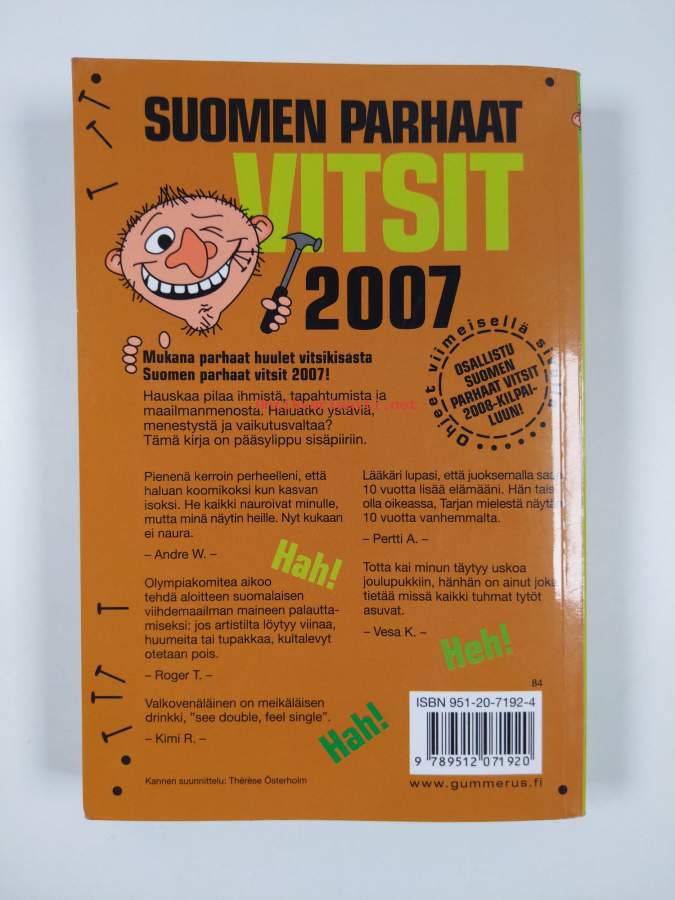 SUOMEN PARHAAT
VITSIT
2007
Mukana parhaat huulet vitsikisasta
Suomen parhaat vitsit 2007!
Hauskaa pilaa ihmistä, tapahtumista ja
maailmanmenosta. Haluatko ystäviä,
menestystä ja vaikutusvaltaa?
Tämä kirja on pääsylippu sisäpiiriin.
Ohjeet viimeisellä
OSALLISTU
SUOMEN
PARHAAT VITSIT
2008-KILPAI-
LUUN!
Pienenä kerroin perheelleni, että
haluan koomikoksi kun kasvan
isoksi. He kaikki nauroivat minulle,
mutta minä näytin heille. Nyt kukaan
ei naura.
– Andre W. –
Hah!
Olympiakomitea aikoo
tehdä aloitteen suomalaisen
viihdemaailman maineen palautta-
miseksi: jos artistilta löytyy viinaa,
huumeita tai tupakkaa, kultalevyt
otetaan pois.
– Roger T. –
Valkovenäläinen on meikäläisen
drinkki, ”see double, feel single”.
– Kimi R. –
Hah!
Kannen suunnittelu: Thérèse Österholm
Lääkäri lupasi, että juoksemalla saan
10 vuotta lisää elämääni. Hän taisi
olla oikeassa, Tarjan mielestä näytän
10 vuotta vanhemmalta.
– Pertti A. –
Totta kai minun täytyy uskoa
joulupukkiin, hänhän on ainut joka
tietää missä kaikki tuhmat tytöt
asuvat.
– Vesa K. –
Heh!
84
ISBN 951-20-7192-4
9 789512 071920
www.gummerus.fi